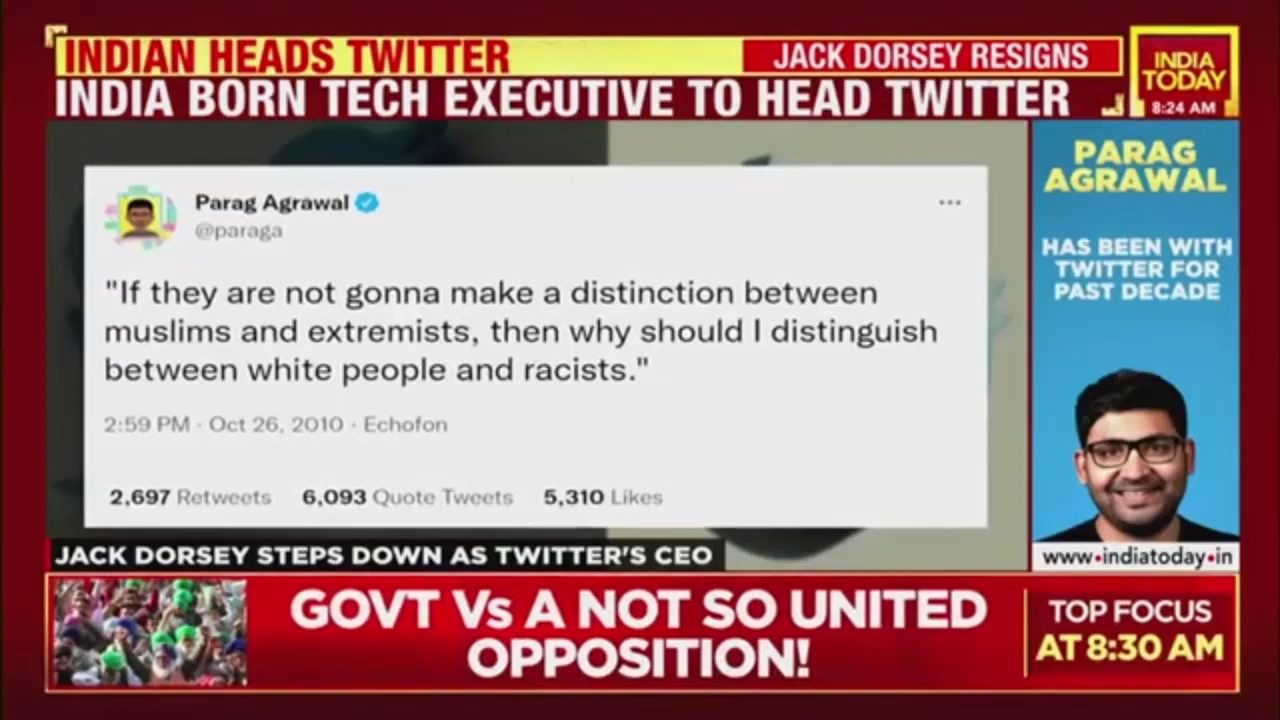 INDIAN HEADS TWITTER
JACK DORSEY RESIGNS
INDIA BORN TECH EXECUTIVE TO HEAD TWITTER
INDIA
TODAY
8:24 AM
Parag Agrawal
@paraga
"If they are not gonna make a distinction between
muslims and extremists, then why should I distinguish
between white people and racists."
2:59 PM · Oct 26, 2010 · Echofon
2,697 Retweets 6,093 Quote Tweets 5,310 Likes
PARAG
AGRAWAL
HAS BEEN WITH
TWITTER FOR
PAST DECADE
www•indiatoday•in
JACK DORSEY STEPS DOWN AS TWITTER'S CEO
GOVT Vs A NOT SO UNITED
OPPOSITION!
TOP FOCUS
AT 8:30 AM